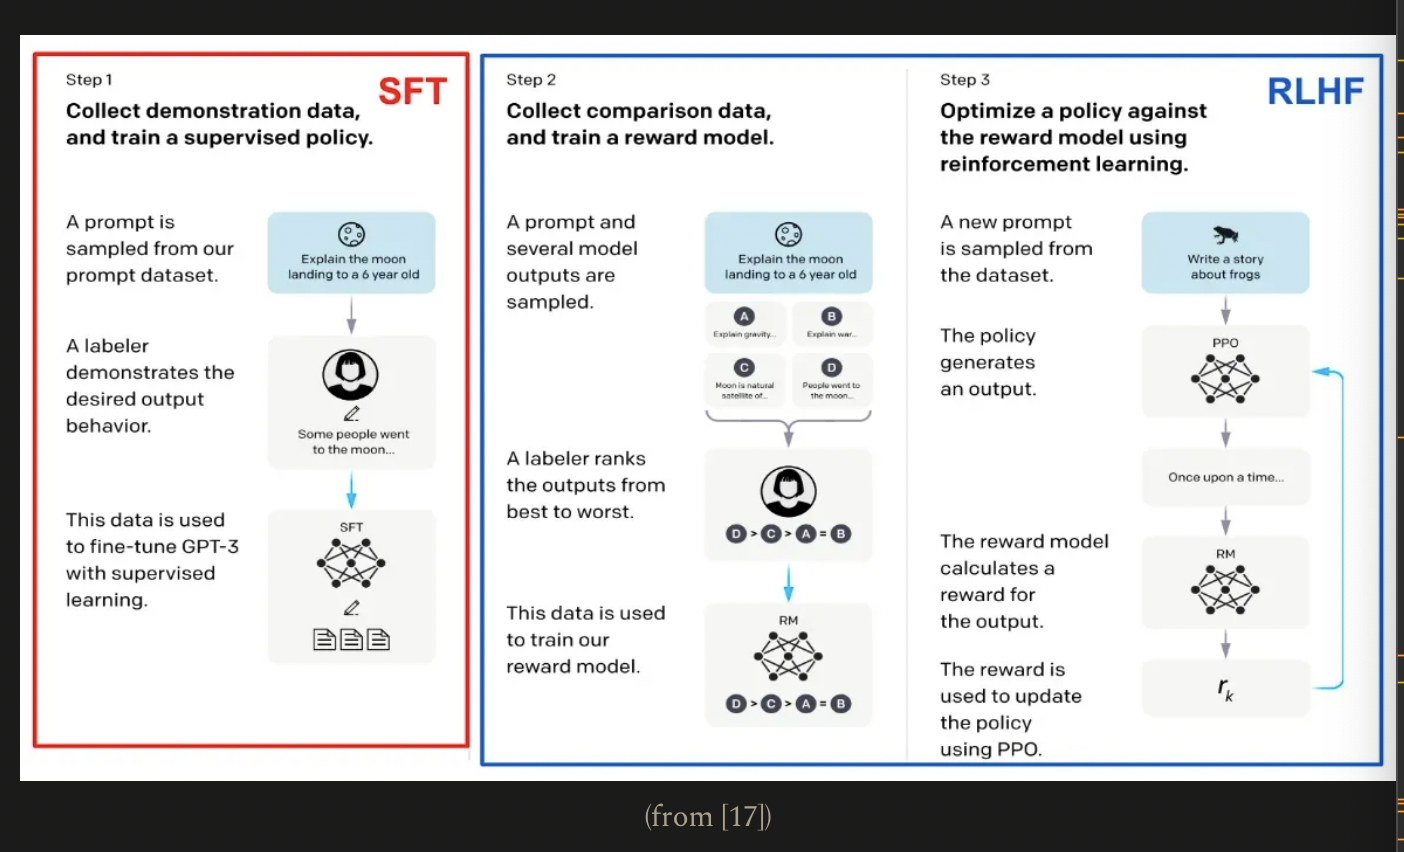 Step 1
SFT
Collect demonstration data,
and train a supervised policy.
A prompt is
sampled from our
prompt dataset.
Explain the moon
landing to a 6 year old
A labeler
demonstrates the
desired output
behavior.
Some people went
to the moon...
This data is used
to fine-tune GPT-3
with supervised
learning.
SFT
Step 2
Collect comparison data,
and train a reward model.
A prompt and
several model
outputs are
sampled.
Explain the moon
landing to a 6 year old
A
Explain gravity...
B
Explain war...
C
Moon is natural
satellite of...
D
People went to
the moon...
A labeler ranks
the outputs from
best to worst.
D > C > A = B
This data is used
to train our
reward model.
RM
D > C > A = B
Step 3
RLHF
Optimize a policy against
the reward model using
reinforcement learning.
A new prompt
is sampled from
the dataset.
Write a story
about frogs
The policy
generates
an output.
PPO
Once upon a time...
The reward model
calculates a
reward for
the output.
RM
The reward is
used to update
the policy
using PPO.
rₖ
(from [17])